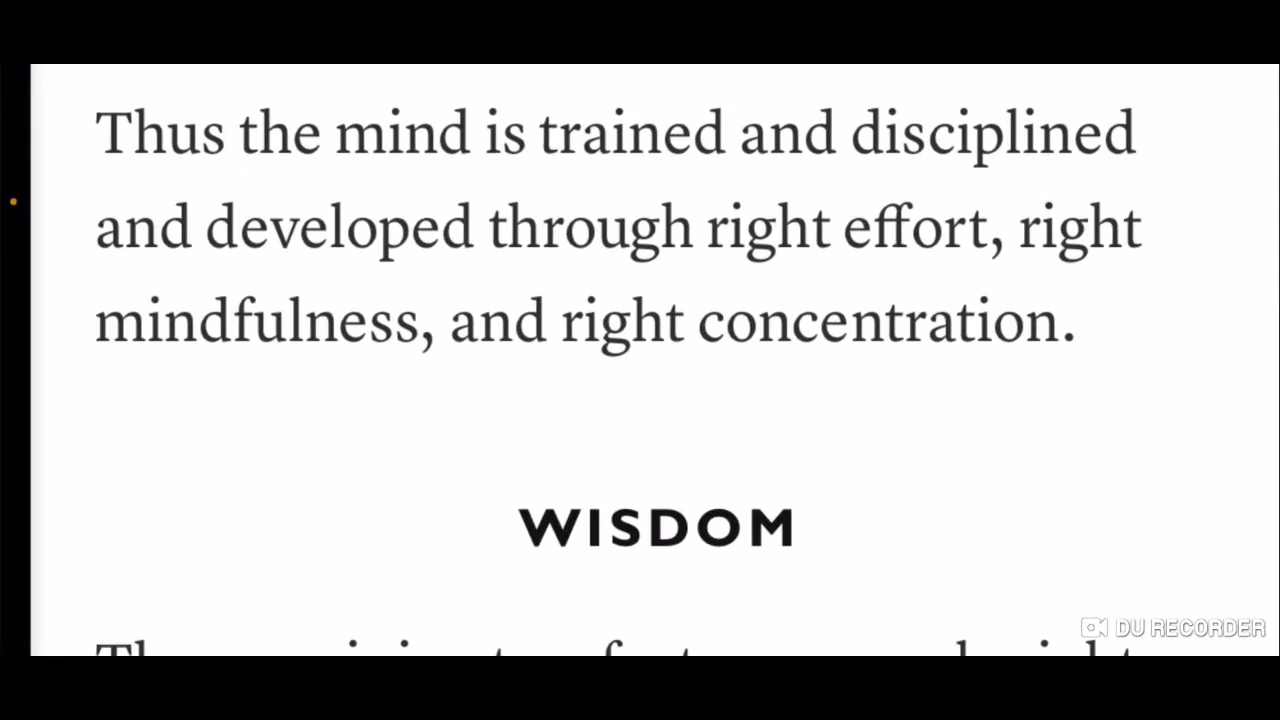 Thus the mind is trained and disciplined
and developed through right effort, right
mindfulness, and right concentration.
WISDOM
DU RECORDER